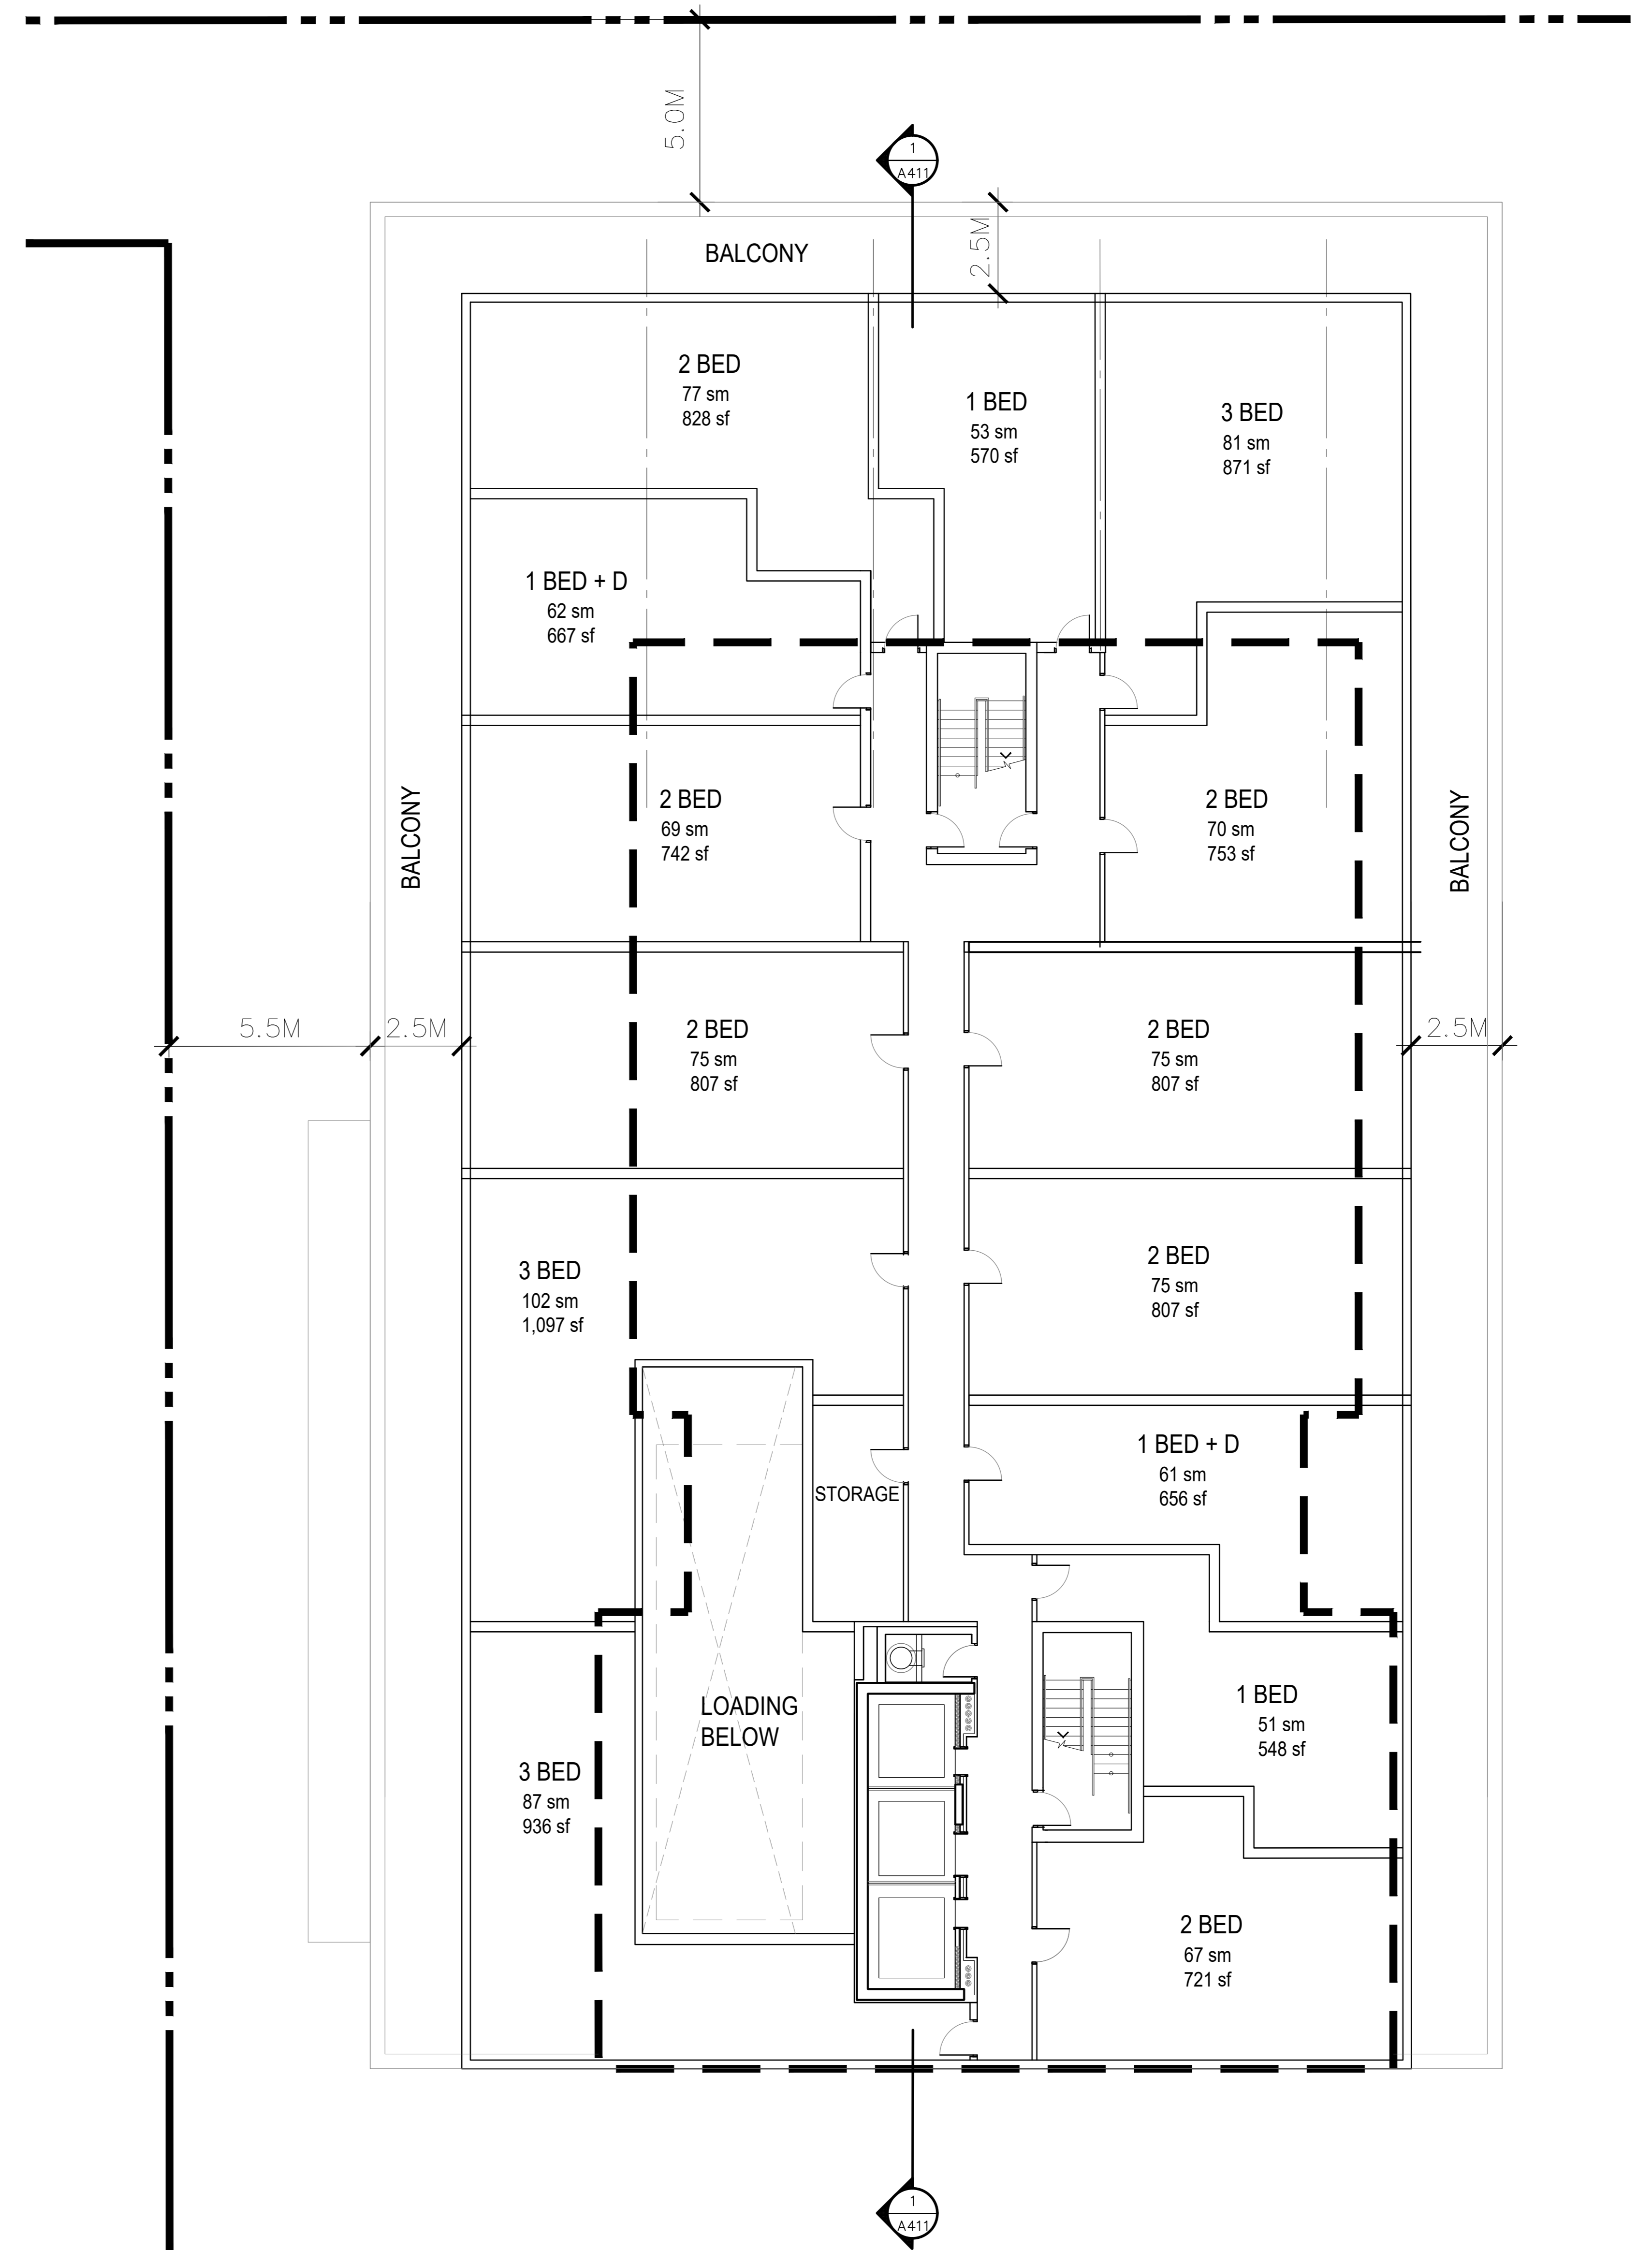 5.0M
1
A411
2.5M
BALCONY
2 BED
77 sm
828 sf
1 BED
53 sm
570 sf
3 BED
81 sm
871 sf
1 BED + D
62 sm
667 sf
2 BED
69 sm
742 sf
2 BED
70 sm
753 sf
BALCONY
BALCONY
5.5M
2.5M
2 BED
75 sm
807 sf
2 BED
75 sm
807 sf
2.5M
3 BED
102 sm
1,097 sf
2 BED
75 sm
807 sf
1 BED + D
61 sm
656 sf
STORAGE
LOADING
BELOW
1 BED
51 sm
548 sf
3 BED
87 sm
936 sf
2 BED
67 sm
721 sf
1
A411